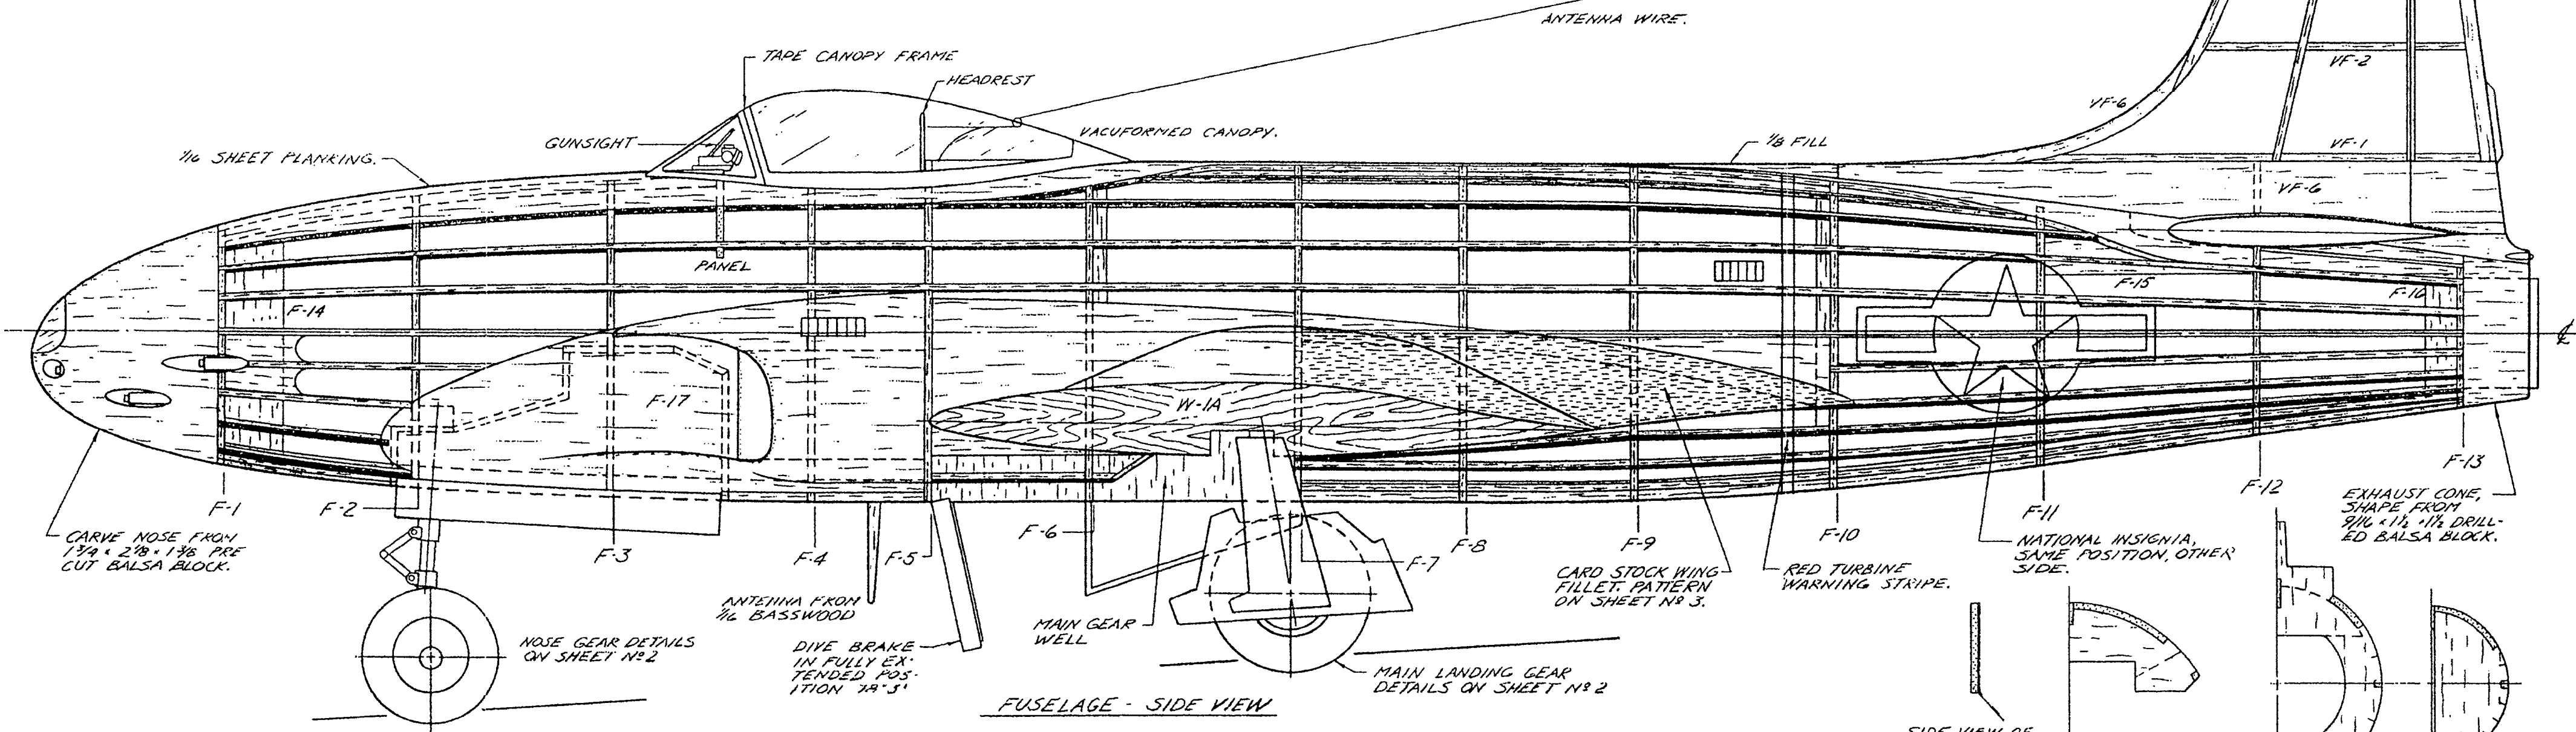 ANTENNA WIRE.
TAPE CANOPY FRAME
HEADREST
VF-2
VF-6
GUNSIGHT
VACUFORMED CANOPY.
1/16 SHEET PLANKING.
1/8 FILL
VF-1
VF-6
PANEL
F-14
F-15
F-16
F-17
W-1A
℄
F-1
F-2
F-3
F-4
F-5
F-6
F-7
F-8
F-9
F-10
F-11
F-12
F-13
CARVE NOSE FROM
1 3/4 x 2 1/8 x 1 3/8 PRE
CUT BALSA BLOCK.
NOSE GEAR DETAILS
ON SHEET Nº 2
ANTENNA FROM
1/16 BASSWOOD
DIVE BRAKE
IN FULLY EX-
TENDED POS-
ITION
MAIN GEAR
WELL
MAIN LANDING GEAR
DETAILS ON SHEET Nº 2
CARD STOCK WING
FILLET. PATTERN
ON SHEET Nº 3.
RED TURBINE
WARNING STRIPE.
NATIONAL INSIGNIA,
SAME POSITION, OTHER
SIDE.
EXHAUST CONE,
SHAPE FROM
9/16 x 1 1/2 x 1 1/2 DRILL-
ED BALSA BLOCK.
FUSELAGE - SIDE VIEW
SIDE VIEW OF